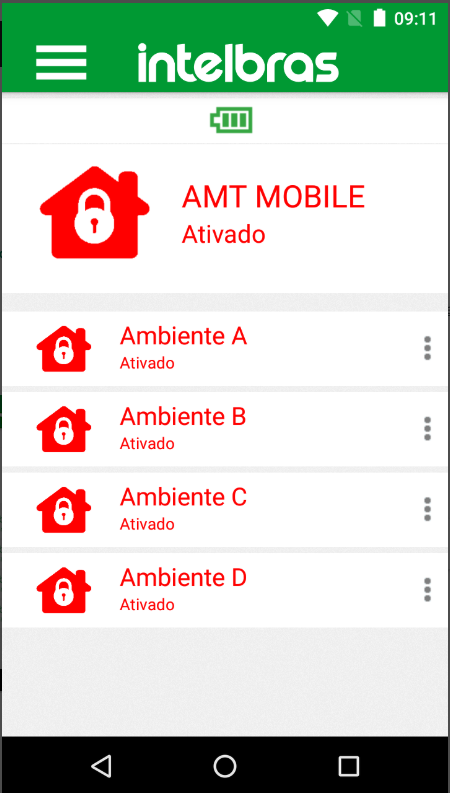 09:11
intelbras
AMT MOBILE
Ativado
Ambiente A
Ativado
Ambiente B
Ativado
Ambiente C
Ativado
Ambiente D
Ativado